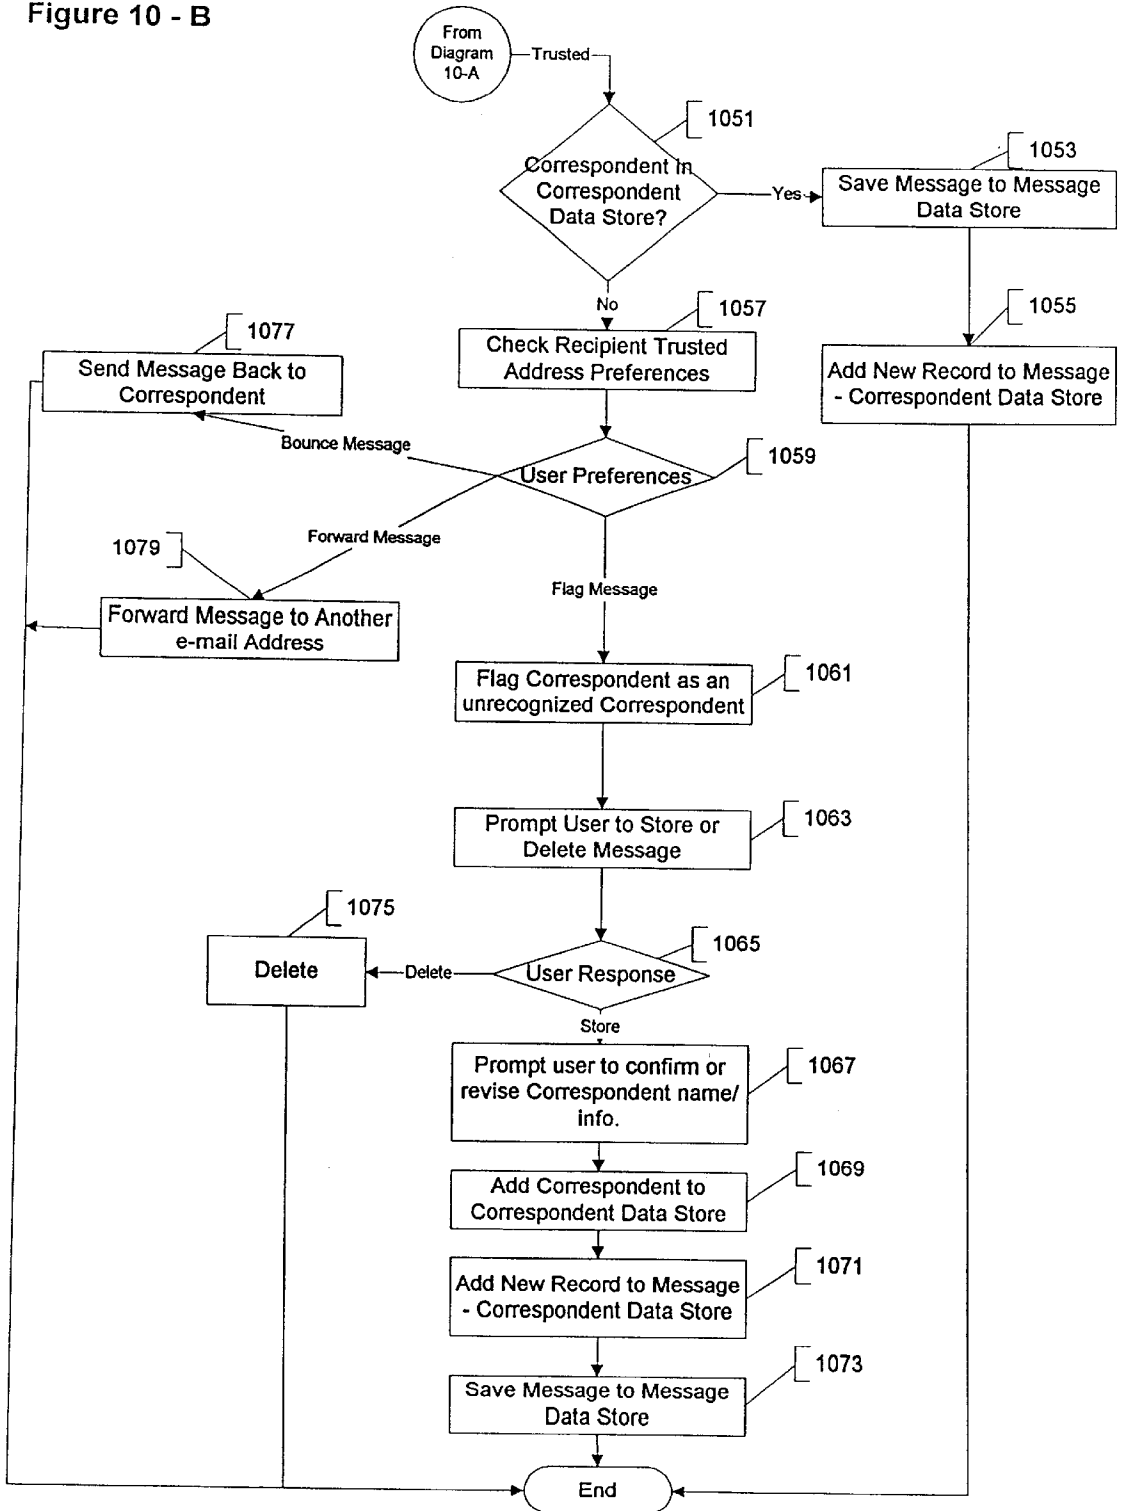 Figure 10 - B
From
Diagram
10-A
Trusted
1051
Correspondent in
Correspondent
Data Store?
Yes
1053
Save Message to Message
Data Store
No
1055
Add New Record to Message
- Correspondent Data Store
1057
Check Recipient Trusted
Address Preferences
1077
Send Message Back to
Correspondent
Bounce Message
1059
User Preferences
1079
Forward Message
Forward Message to Another
e-mail Address
Flag Message
1061
Flag Correspondent as an
unrecognized Correspondent
1063
Prompt User to Store or
Delete Message
1075
Delete
Delete
1065
User Response
Store
1067
Prompt user to confirm or
revise Correspondent name/
info.
1069
Add Correspondent to
Correspondent Data Store
1071
Add New Record to Message
- Correspondent Data Store
1073
Save Message to Message
Data Store
End